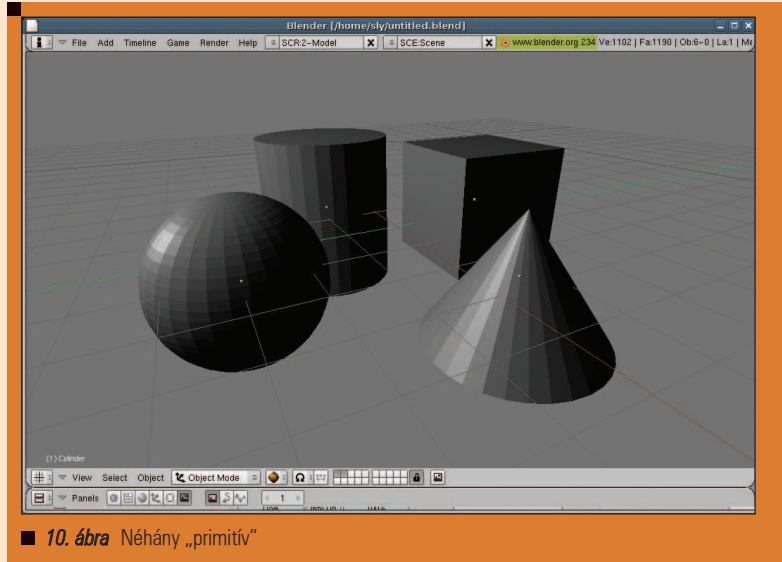 Blender [/home/sly/untitled.blend]
File Add Timeline Game Render Help SCR:2-Model X SCE:Scene X www.blender.org 234 Ve:1102 | Fa:1190 | Ob:6-0 | La:1 | Me
(1) Cylinder
View Select Object Object Mode
Panels 1
10. ábra Néhány „primitív”